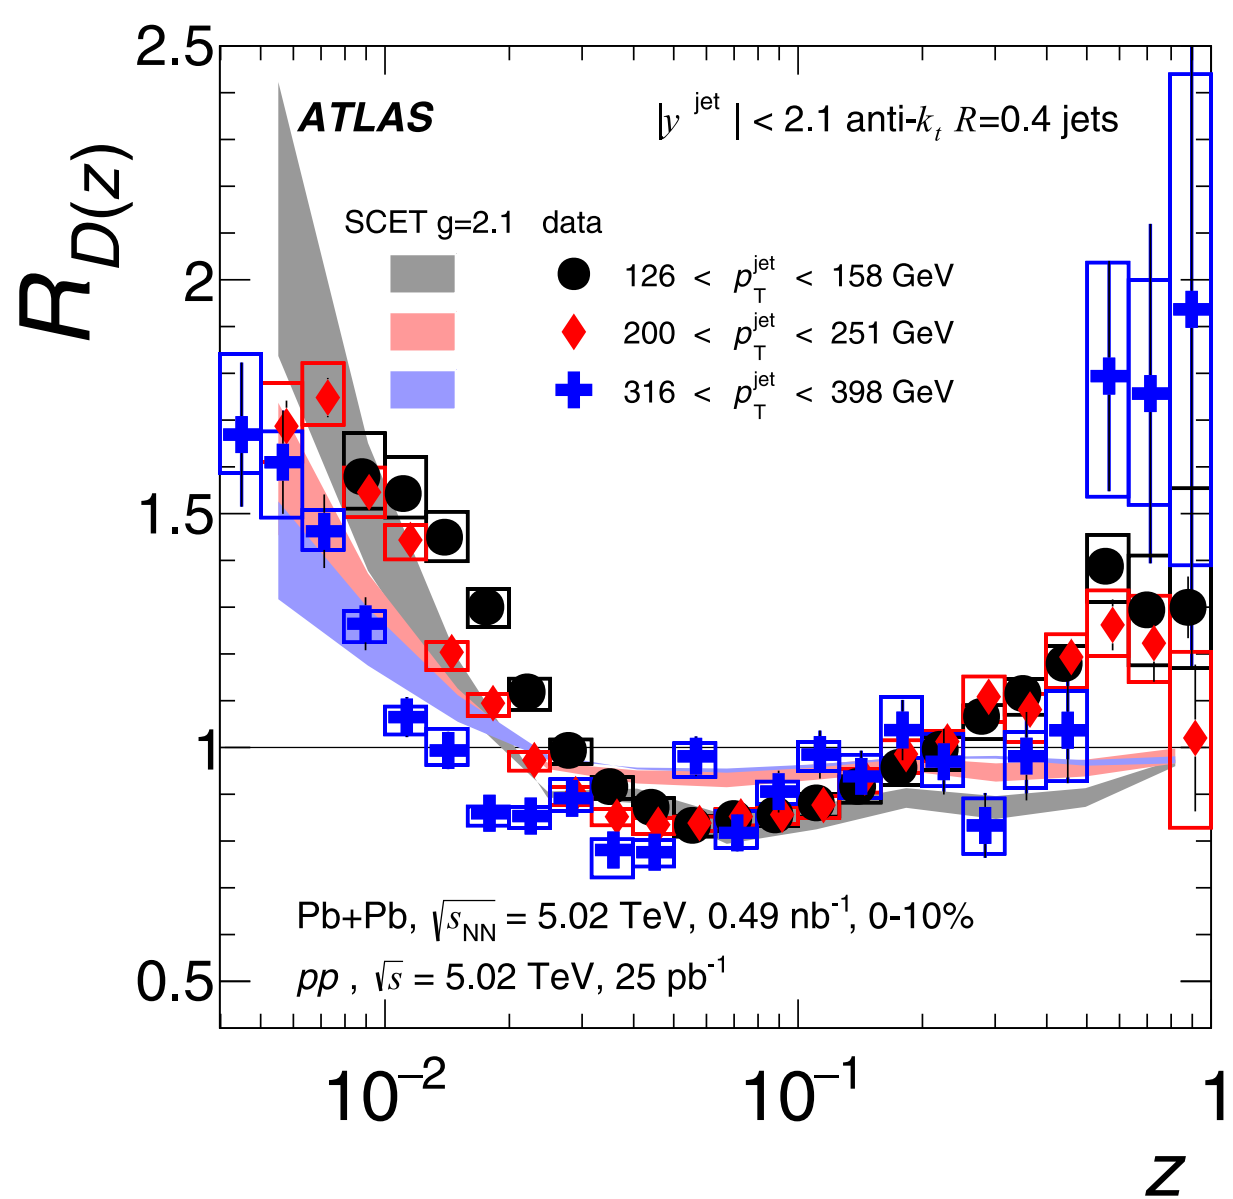 2.5
ATLAS
|y^jet| < 2.1 anti-k_t R=0.4 jets
R_D(z)
SCET g=2.1 data
126 < p_T^jet < 158 GeV
200 < p_T^jet < 251 GeV
316 < p_T^jet < 398 GeV
2
1.5
1
Pb+Pb, √s_NN = 5.02 TeV, 0.49 nb^-1, 0-10%
pp , √s = 5.02 TeV, 25 pb^-1
0.5
10^−2 10^−1 1
z